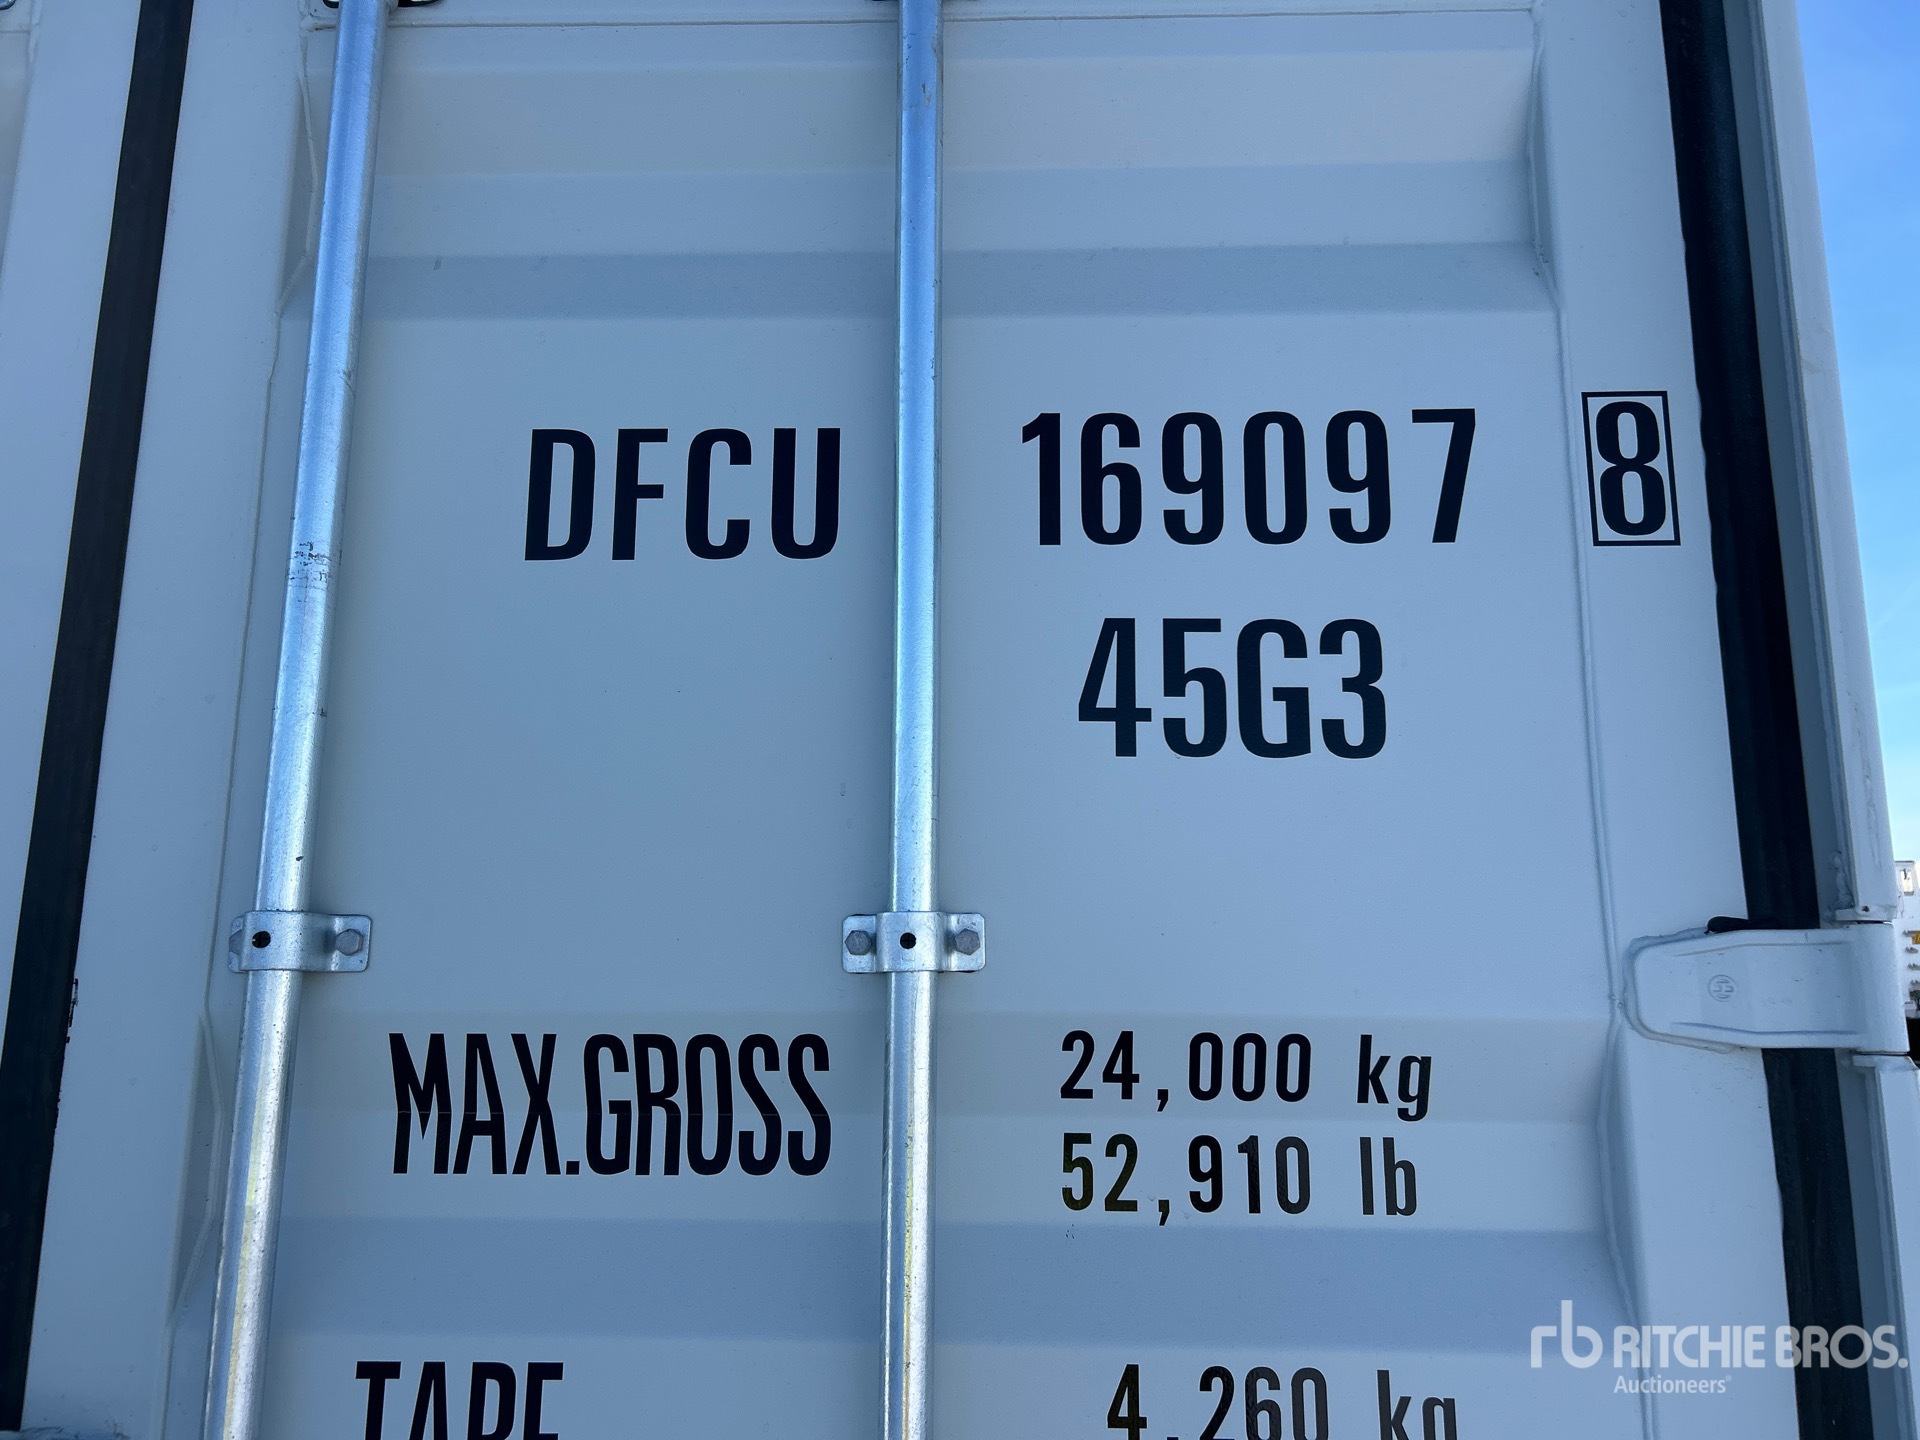 DFCU 169097 8
45G3
MAX.GROSS 24,000 kg
52,910 lb
TARE 4,260 kg
rb RITCHIE BROS.
Auctioneers